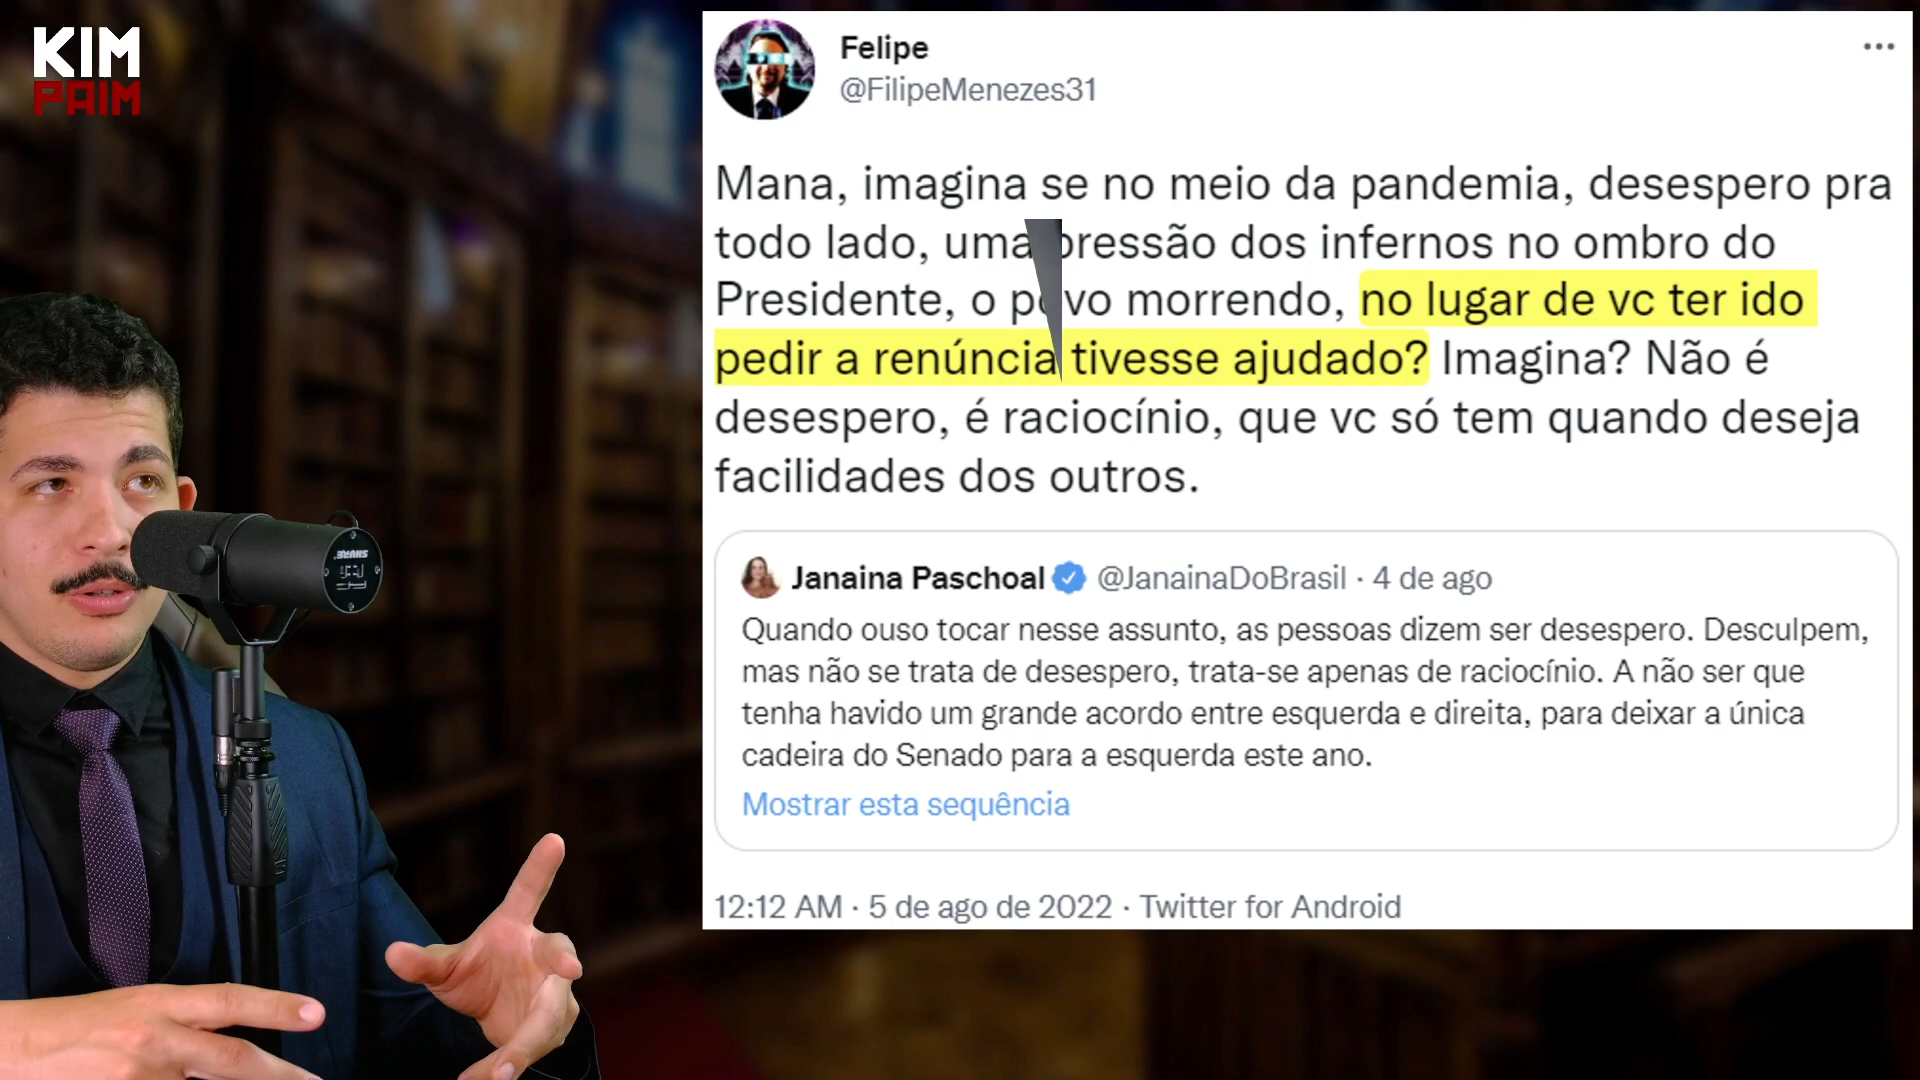 KIM
PAIM
Felipe
@FilipeMenezes31
Mana, imagina se no meio da pandemia, desespero pra
todo lado, uma pressão dos infernos no ombro do
Presidente, o povo morrendo, no lugar de vc ter ido
pedir a renúncia tivesse ajudado? Imagina? Não é
desespero, é raciocínio, que vc só tem quando deseja
facilidades dos outros.
Janaina Paschoal @JanainaDoBrasil · 4 de ago
Quando ouso tocar nesse assunto, as pessoas dizem ser desespero. Desculpem,
mas não se trata de desespero, trata-se apenas de raciocínio. A não ser que
tenha havido um grande acordo entre esquerda e direita, para deixar a única
cadeira do Senado para a esquerda este ano.
Mostrar esta sequência
12:12 AM · 5 de ago de 2022 · Twitter for Android
SHURE